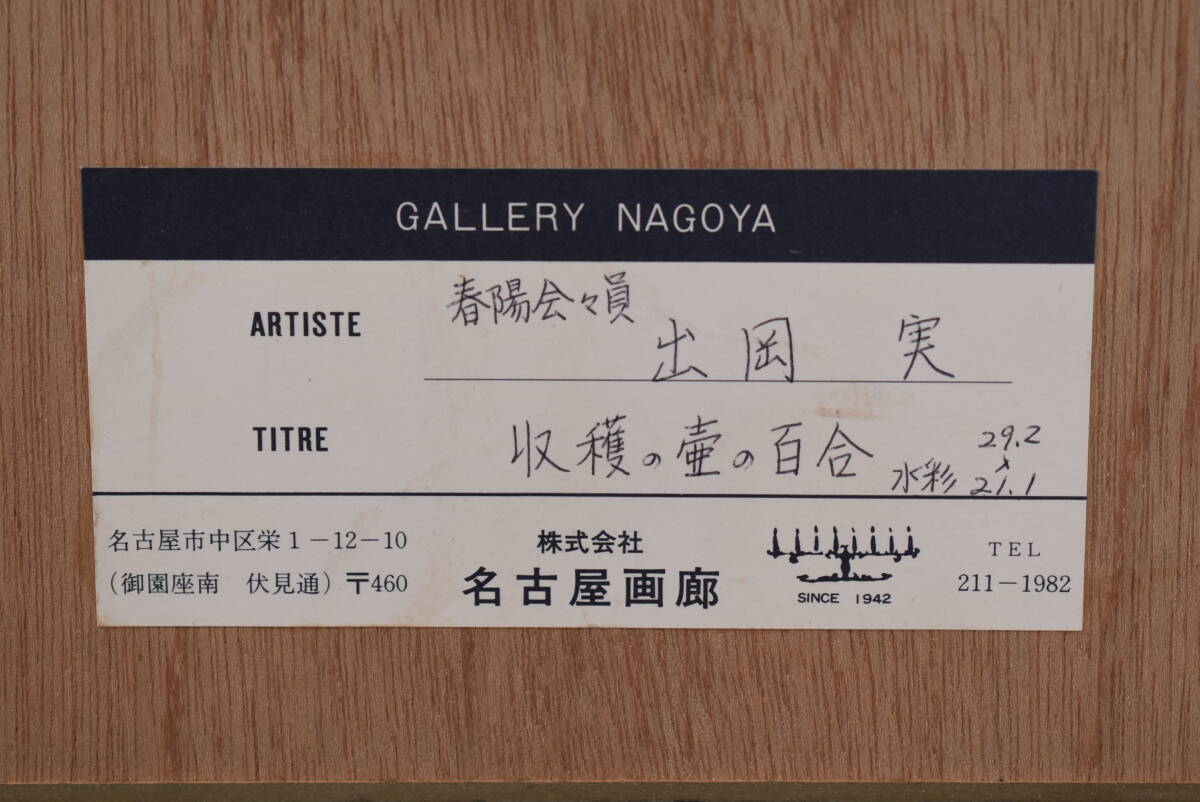 GALLERY NAGOYA
ARTISTE
春陽会々員
出岡 実
TITRE
収穫の壷の百合
水彩
29.2
×
21.1
名古屋市中区栄1-12-10
(御園座南 伏見通)〒460
株式会社
名古屋画廊
SINCE 1942
TEL
211-1982